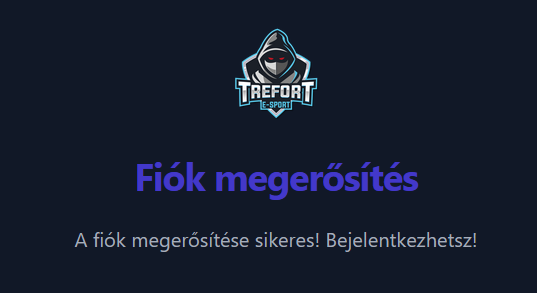 TREFORT
E-SPORT
Fiók megerősítés
A fiók megerősítése sikeres! Bejelentkezhetsz!